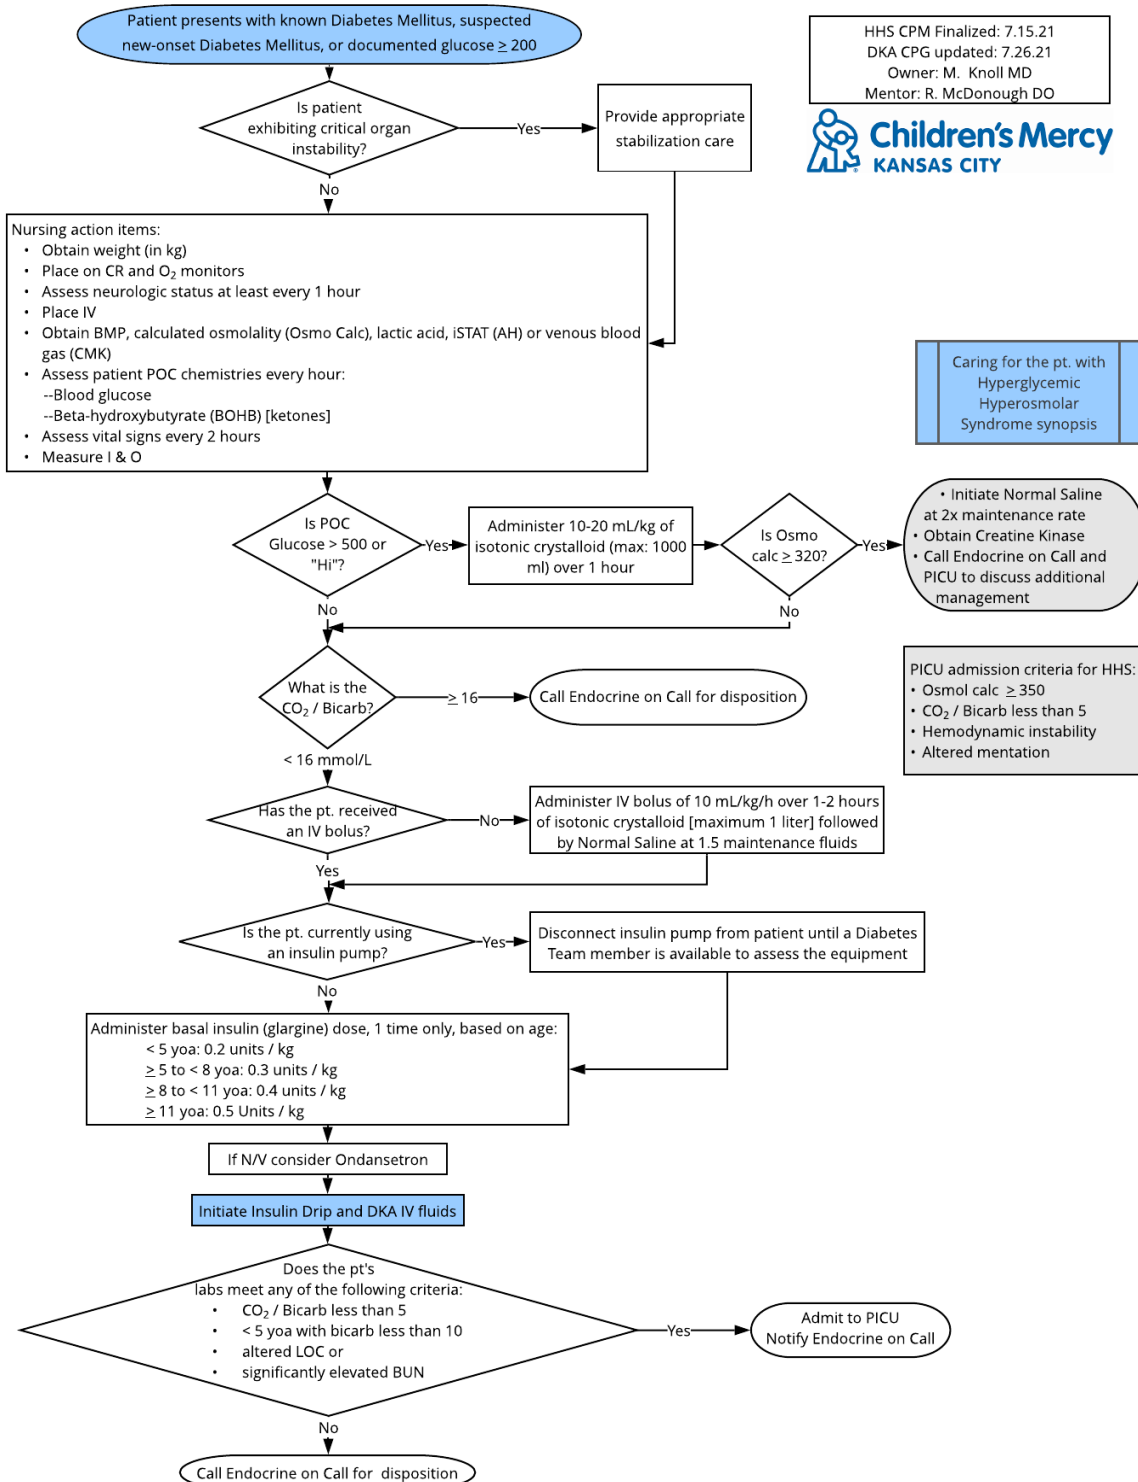 Patient presents with known Diabetes Mellitus, suspected
new-onset Diabetes Mellitus, or documented glucose ≥ 200
HHS CPM Finalized: 7.15.21
DKA CPG updated: 7.26.21
Owner: M. Knoll MD
Mentor: R. McDonough DO
Children's Mercy
KANSAS CITY
Is patient
exhibiting critical organ
instability?
Yes
Provide appropriate
stabilization care
No
Nursing action items:
• Obtain weight (in kg)
• Place on CR and O₂ monitors
• Assess neurologic status at least every 1 hour
• Place IV
• Obtain BMP, calculated osmolality (Osmo Calc), lactic acid, iSTAT (AH) or venous blood
gas (CMK)
• Assess patient POC chemistries every hour:
--Blood glucose
--Beta-hydroxybutyrate (BOHB) [ketones]
• Assess vital signs every 2 hours
• Measure I & O
Caring for the pt. with
Hyperglycemic
Hyperosmolar
Syndrome synopsis
Is POC
Glucose > 500 or
"Hi"?
Yes
Administer 10-20 mL/kg of
isotonic crystalloid (max: 1000
ml) over 1 hour
Is Osmo
calc ≥ 320?
Yes
• Initiate Normal Saline
at 2x maintenance rate
• Obtain Creatine Kinase
• Call Endocrine on Call and
PICU to discuss additional
management
No
No
What is the
CO₂ / Bicarb?
≥ 16
Call Endocrine on Call for disposition
PICU admission criteria for HHS:
• Osmol calc ≥ 350
• CO₂ / Bicarb less than 5
• Hemodynamic instability
• Altered mentation
< 16 mmol/L
Has the pt. received
an IV bolus?
No
Administer IV bolus of 10 mL/kg/h over 1-2 hours
of isotonic crystalloid [maximum 1 liter] followed
by Normal Saline at 1.5 maintenance fluids
Yes
Is the pt. currently using
an insulin pump?
Yes
Disconnect insulin pump from patient until a Diabetes
Team member is available to assess the equipment
No
Administer basal insulin (glargine) dose, 1 time only, based on age:
< 5 yoa: 0.2 units / kg
≥ 5 to < 8 yoa: 0.3 units / kg
≥ 8 to < 11 yoa: 0.4 units / kg
≥ 11 yoa: 0.5 Units / kg
If N/V consider Ondansetron
Initiate Insulin Drip and DKA IV fluids
Does the pt's
labs meet any of the following criteria:
• CO₂ / Bicarb less than 5
• < 5 yoa with bicarb less than 10
• altered LOC or
• significantly elevated BUN
Yes
Admit to PICU
Notify Endocrine on Call
No
Call Endocrine on Call for disposition